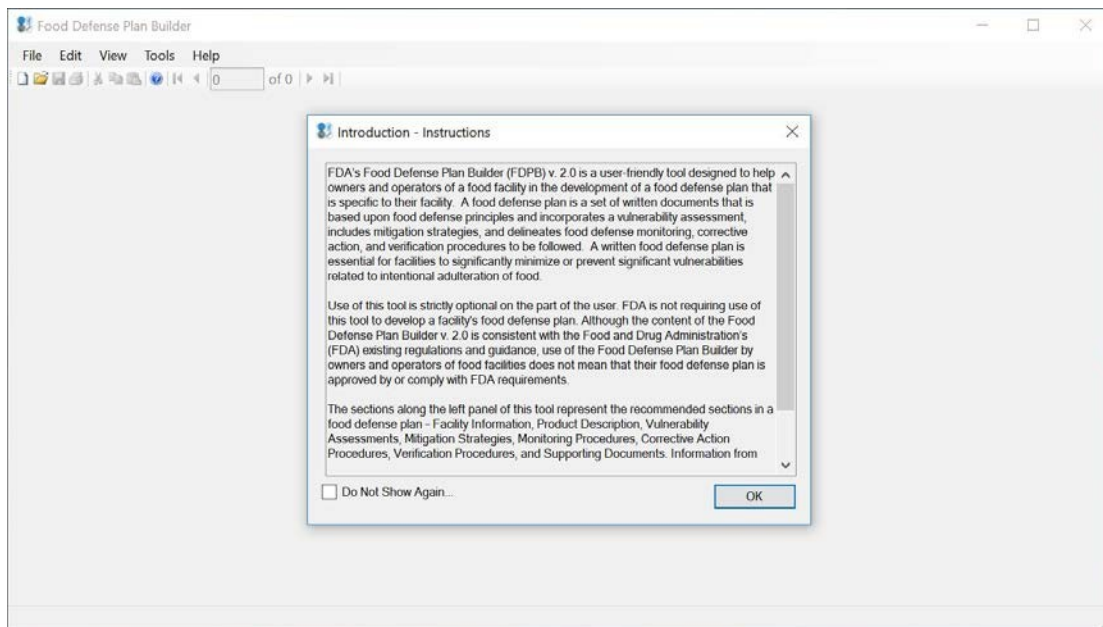 Food Defense Plan Builder
File Edit View Tools Help
0 of 0
Introduction - Instructions
FDA's Food Defense Plan Builder (FDPB) v. 2.0 is a user-friendly tool designed to help
owners and operators of a food facility in the development of a food defense plan that
is specific to their facility. A food defense plan is a set of written documents that is
based upon food defense principles and incorporates a vulnerability assessment,
includes mitigation strategies, and delineates food defense monitoring, corrective
action, and verification procedures to be followed. A written food defense plan is
essential for facilities to significantly minimize or prevent significant vulnerabilities
related to intentional adulteration of food.
Use of this tool is strictly optional on the part of the user. FDA is not requiring use of
this tool to develop a facility's food defense plan. Although the content of the Food
Defense Plan Builder v. 2.0 is consistent with the Food and Drug Administration's
(FDA) existing regulations and guidance, use of the Food Defense Plan Builder by
owners and operators of food facilities does not mean that their food defense plan is
approved by or comply with FDA requirements.
The sections along the left panel of this tool represent the recommended sections in a
food defense plan - Facility Information, Product Description, Vulnerability
Assessments, Mitigation Strategies, Monitoring Procedures, Corrective Action
Procedures, Verification Procedures, and Supporting Documents. Information from
Do Not Show Again...
OK